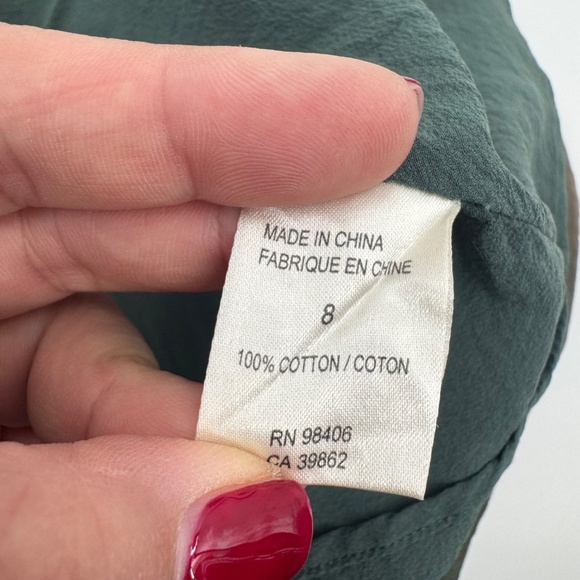 MADE IN CHINA
FABRIQUE EN CHINE
8
100% COTTON / COTON
RN 98406
CA 39862